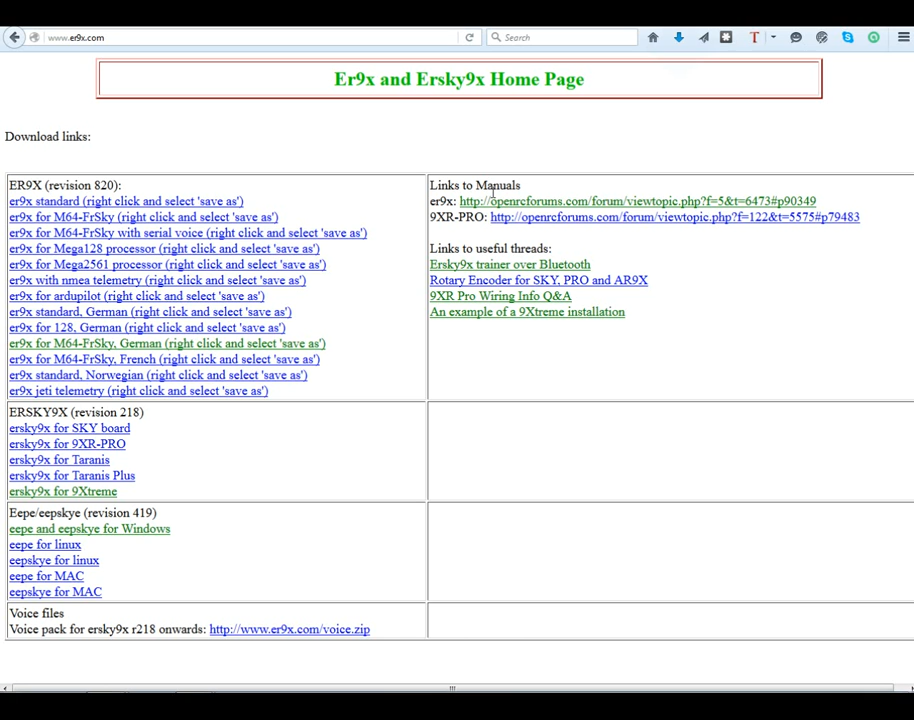 www.er9x.com
Search
Er9x and Ersky9x Home Page
Download links:
ER9X (revision 820):
er9x standard (right click and select 'save as')
er9x for M64-FrSky (right click and select 'save as')
er9x for M64-FrSky with serial voice (right click and select 'save as')
er9x for Mega128 processor (right click and select 'save as')
er9x for Mega2561 processor (right click and select 'save as')
er9x with nmea telemetry (right click and select 'save as')
er9x for ardupilot (right click and select 'save as')
er9x standard, German (right click and select 'save as')
er9x for 128, German (right click and select 'save as')
er9x for M64-FrSky, German (right click and select 'save as')
er9x for M64-FrSky, French (right click and select 'save as')
er9x standard, Norwegian (right click and select 'save as')
er9x jeti telemetry (right click and select 'save as')
Links to Manuals
er9x: http://openrcforums.com/forum/viewtopic.php?f=5&t=6473#p90349
9XR-PRO: http://openrcforums.com/forum/viewtopic.php?f=122&t=5575#p79483
Links to useful threads:
Ersky9x trainer over Bluetooth
Rotary Encoder for SKY, PRO and AR9X
9XR Pro Wiring Info Q&A
An example of a 9Xtreme installation
ERSKY9X (revision 218)
ersky9x for SKY board
ersky9x for 9XR-PRO
ersky9x for Taranis
ersky9x for Taranis Plus
ersky9x for 9Xtreme
Eepe/eepskye (revision 419)
eepe and eepskye for Windows
eepe for linux
eepskye for linux
eepe for MAC
eepskye for MAC
Voice files
Voice pack for ersky9x r218 onwards: http://www.er9x.com/voice.zip